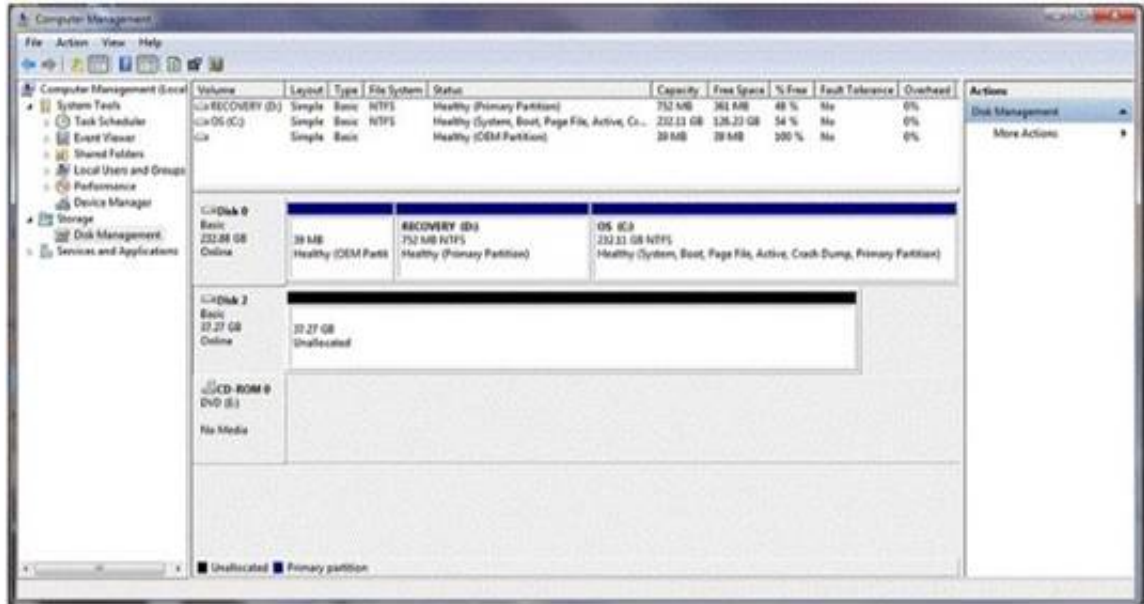 Computer Management
File Action View Help
Computer Management (Local
System Tools
Task Scheduler
Event Viewer
Shared Folders
Local Users and Groups
Performance
Device Manager
Storage
Disk Management
Services and Applications
Volume Layout Type File System Status Capacity Free Space % Free Fault Tolerance Overhead
RECOVERY (D:) Simple Basic NTFS Healthy (Primary Partition) 752 MB 361 MB 48 % No 0%
OS (C:) Simple Basic NTFS Healthy (System, Boot, Page File, Active, Cr... 232.11 GB 126.23 GB 54 % No 0%
Simple Basic Healthy (OEM Partition) 39 MB 39 MB 100 % No 0%
Disk 0
Basic
232.88 GB
Online
39 MB
Healthy (OEM Partit
RECOVERY (D:)
752 MB NTFS
Healthy (Primary Partition)
OS (C:)
232.11 GB NTFS
Healthy (System, Boot, Page File, Active, Crash Dump, Primary Partition)
Disk 2
Basic
37.27 GB
Online
37.27 GB
Unallocated
CD-ROM 0
DVD (E:)
No Media
Unallocated Primary partition
Actions
Disk Management
More Actions